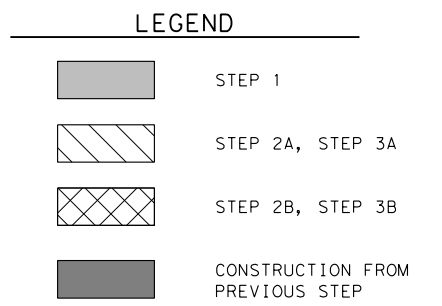 LEGEND
STEP 1
STEP 2A, STEP 3A
STEP 2B, STEP 3B
CONSTRUCTION FROM
PREVIOUS STEP